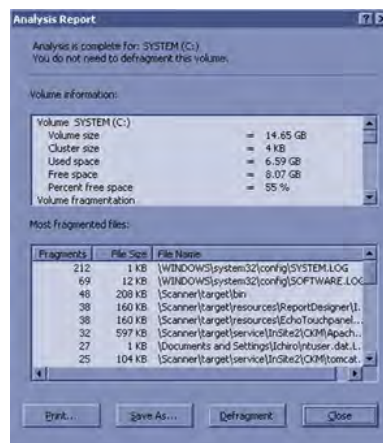 Analysis Report
Analysis is complete for: SYSTEM (C:)
You do not need to defragment this volume.
Volume information:
Volume SYSTEM (C:)
Volume size = 14.65 GB
Cluster size = 4 KB
Used space = 6.59 GB
Free space = 8.07 GB
Percent free space = 55 %
Volume fragmentation
Most fragmented files:
Fragments File Size File Name
212 1 KB \WINDOWS\system32\config\SYSTEM.LOG
69 12 KB \WINDOWS\system32\config\SOFTWARE.LOG
48 208 KB \Scanner\target\bin
38 160 KB \Scanner\target\resources\ReportDesigner\I...
38 160 KB \Scanner\target\resources\EchoTouchpanel...
32 597 KB \Scanner\target\service\InSite2\CKM\Apach...
27 1 KB \Documents and Settings\Ichiro\ntuser.dat.L...
25 104 KB \Scanner\target\service\InSite2\CKM\tomcat...
Print... Save As... Defragment Close